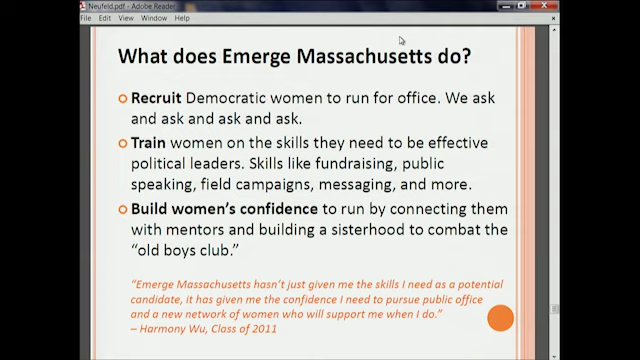 Neufeld.pdf - Adobe Reader
File Edit View Window Help
What does Emerge Massachusetts do?
Recruit Democratic women to run for office. We ask
and ask and ask and ask.
Train women on the skills they need to be effective
political leaders. Skills like fundraising, public
speaking, field campaigns, messaging, and more.
Build women's confidence to run by connecting them
with mentors and building a sisterhood to combat the
"old boys club."
"Emerge Massachusetts hasn't just given me the skills I need as a potential
candidate, it has given me the confidence I need to pursue public office
and a new network of women who will support me when I do."
– Harmony Wu, Class of 2011